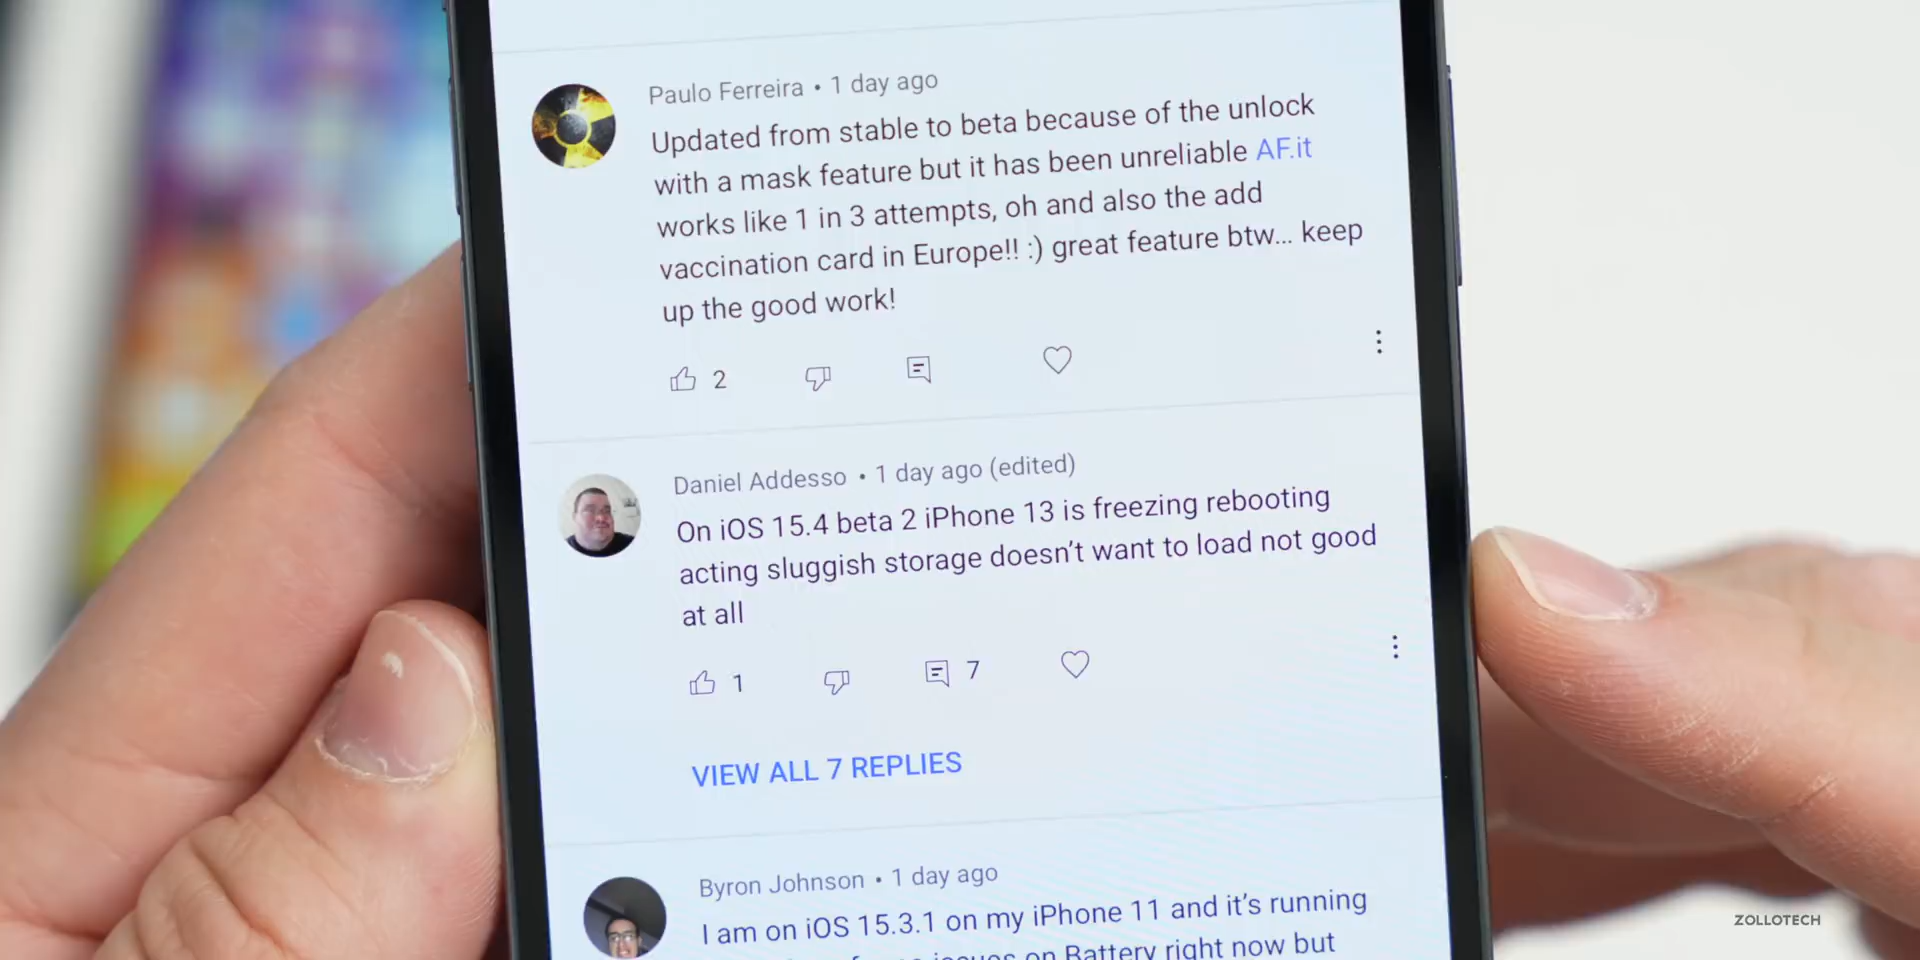 Paulo Ferreira • 1 day ago
Updated from stable to beta because of the unlock
with a mask feature but it has been unreliable AF.it
works like 1 in 3 attempts, oh and also the add
vaccination card in Europe!! :) great feature btw... keep
up the good work!
2
Daniel Addesso • 1 day ago (edited)
On iOS 15.4 beta 2 iPhone 13 is freezing rebooting
acting sluggish storage doesn't want to load not good
at all
1 7
VIEW ALL 7 REPLIES
Byron Johnson • 1 day ago
I am on iOS 15.3.1 on my iPhone 11 and it's running
on Battery right now but
ZOLLOTECH